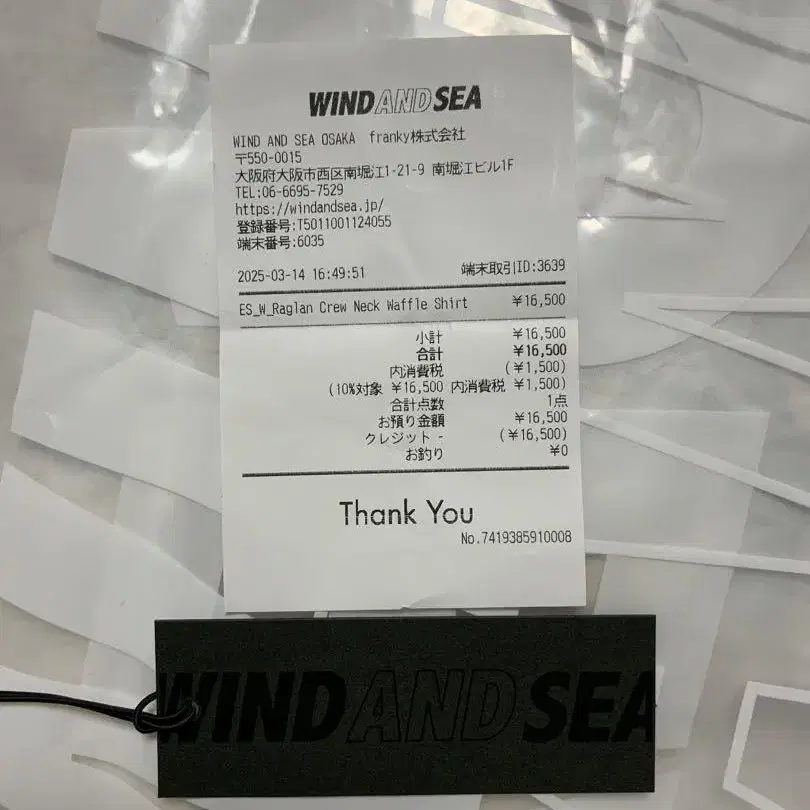 WIND AND SEA
WIND AND SEA OSAKA franky株式会社
〒550-0015
大阪府大阪市西区南堀江1-21-9 南堀江ビル1F
TEL:06-6695-7529
https://windandsea.jp/
登録番号:T5011001124055
端末番号:6035
2025-03-14 16:49:51 端末取引ID:3639
ES_W_Raglan Crew Neck Waffle Shirt ¥16,500
小計 ¥16,500
合計 ¥16,500
内消費税 (¥1,500)
(10%対象 ¥16,500 内消費税 ¥1,500)
合計点数 1点
お預り金額 ¥16,500
クレジット - (¥16,500)
お釣り ¥0
Thank You
No.7419385910008
WIND AND SEA